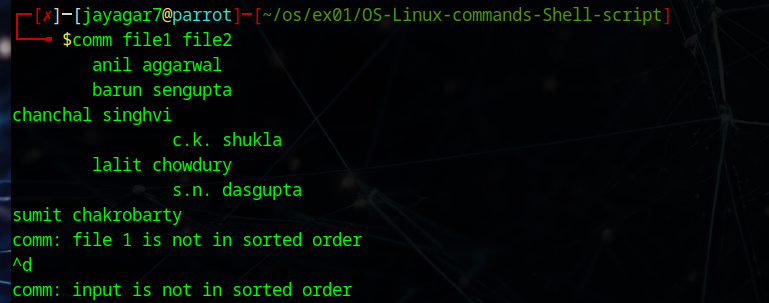 ┌─[✗]─[jayagar7@parrot]─[~/os/ex01/OS-Linux-commands-Shell-script]
└──╼ $comm file1 file2
        anil aggarwal
        barun sengupta
chanchal singhvi
                c.k. shukla
        lalit chowdury
                s.n. dasgupta
sumit chakrobarty
comm: file 1 is not in sorted order
^d
comm: input is not in sorted order